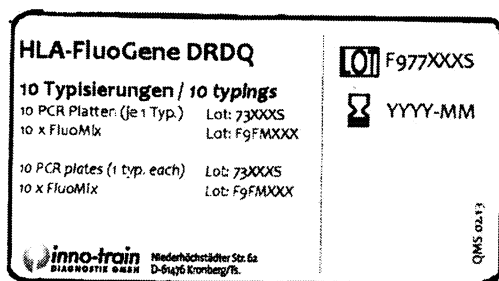 HLA-FluoGene DRDQ
10 Typisierungen / 10 typings
10 PCR Platten (je 1 Typ.) Lot: 73XXXS
10 x FluoMix Lot: F9FMXXX
10 PCR plates (1 typ. each) Lot: 73XXXS
10 x FluoMix Lot: F9FMXXX
inno-train
DIAGNOSTIK GMBH
Niederhöchstädter Str. 62
D-61476 Kronberg/Ts.
LOT F977XXXS
YYYY-MM
QMS 02.13